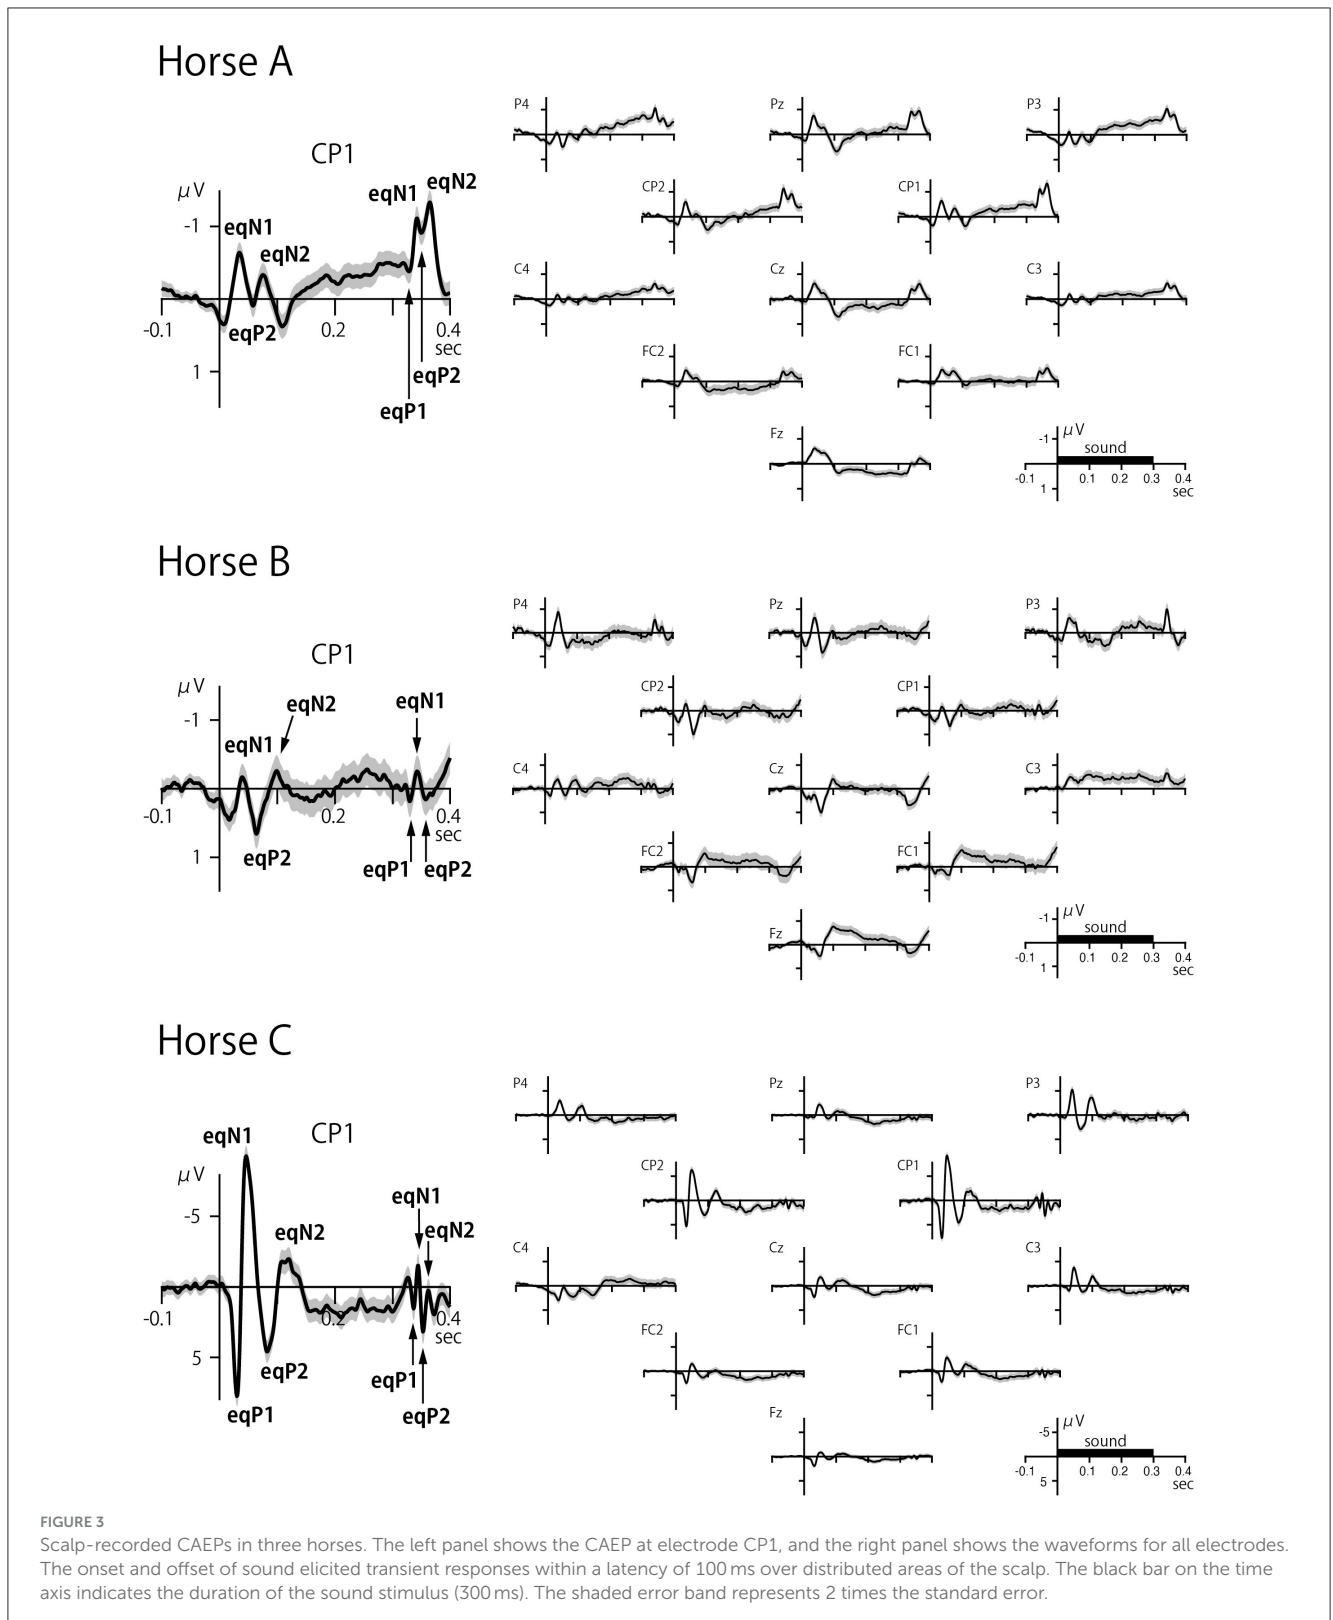 Horse A
CP1
μV
-1
eqN1
eqN2
eqP2
eqN1
eqN2
-0.1
0.2
0.4
sec
1
eqP2
eqP1
P4
Pz
P3
CP2
CP1
C4
Cz
C3
FC2
FC1
Fz
-1
μV
sound
-0.1
0.1
0.2
0.3
0.4
1
sec
Horse B
CP1
μV
-1
eqN2
eqN1
eqN1
-0.1
0.2
0.4
sec
1
eqP2
eqP1
eqP2
P4
Pz
P3
CP2
CP1
C4
Cz
C3
FC2
FC1
Fz
-1
μV
sound
-0.1
0.1
0.2
0.3
0.4
1
sec
Horse C
eqN1
CP1
μV
-5
eqN2
eqN1
eqN2
-0.1
0.2
0.4
sec
5
eqP2
eqP1
eqP1
eqP2
P4
Pz
P3
CP2
CP1
C4
Cz
C3
FC2
FC1
Fz
-5
μV
sound
-0.1
0.1
0.2
0.3
0.4
5
sec
FIGURE 3
Scalp-recorded CAEPs in three horses. The left panel shows the CAEP at electrode CP1, and the right panel shows the waveforms for all electrodes.
The onset and offset of sound elicited transient responses within a latency of 100 ms over distributed areas of the scalp. The black bar on the time
axis indicates the duration of the sound stimulus (300 ms). The shaded error band represents 2 times the standard error.